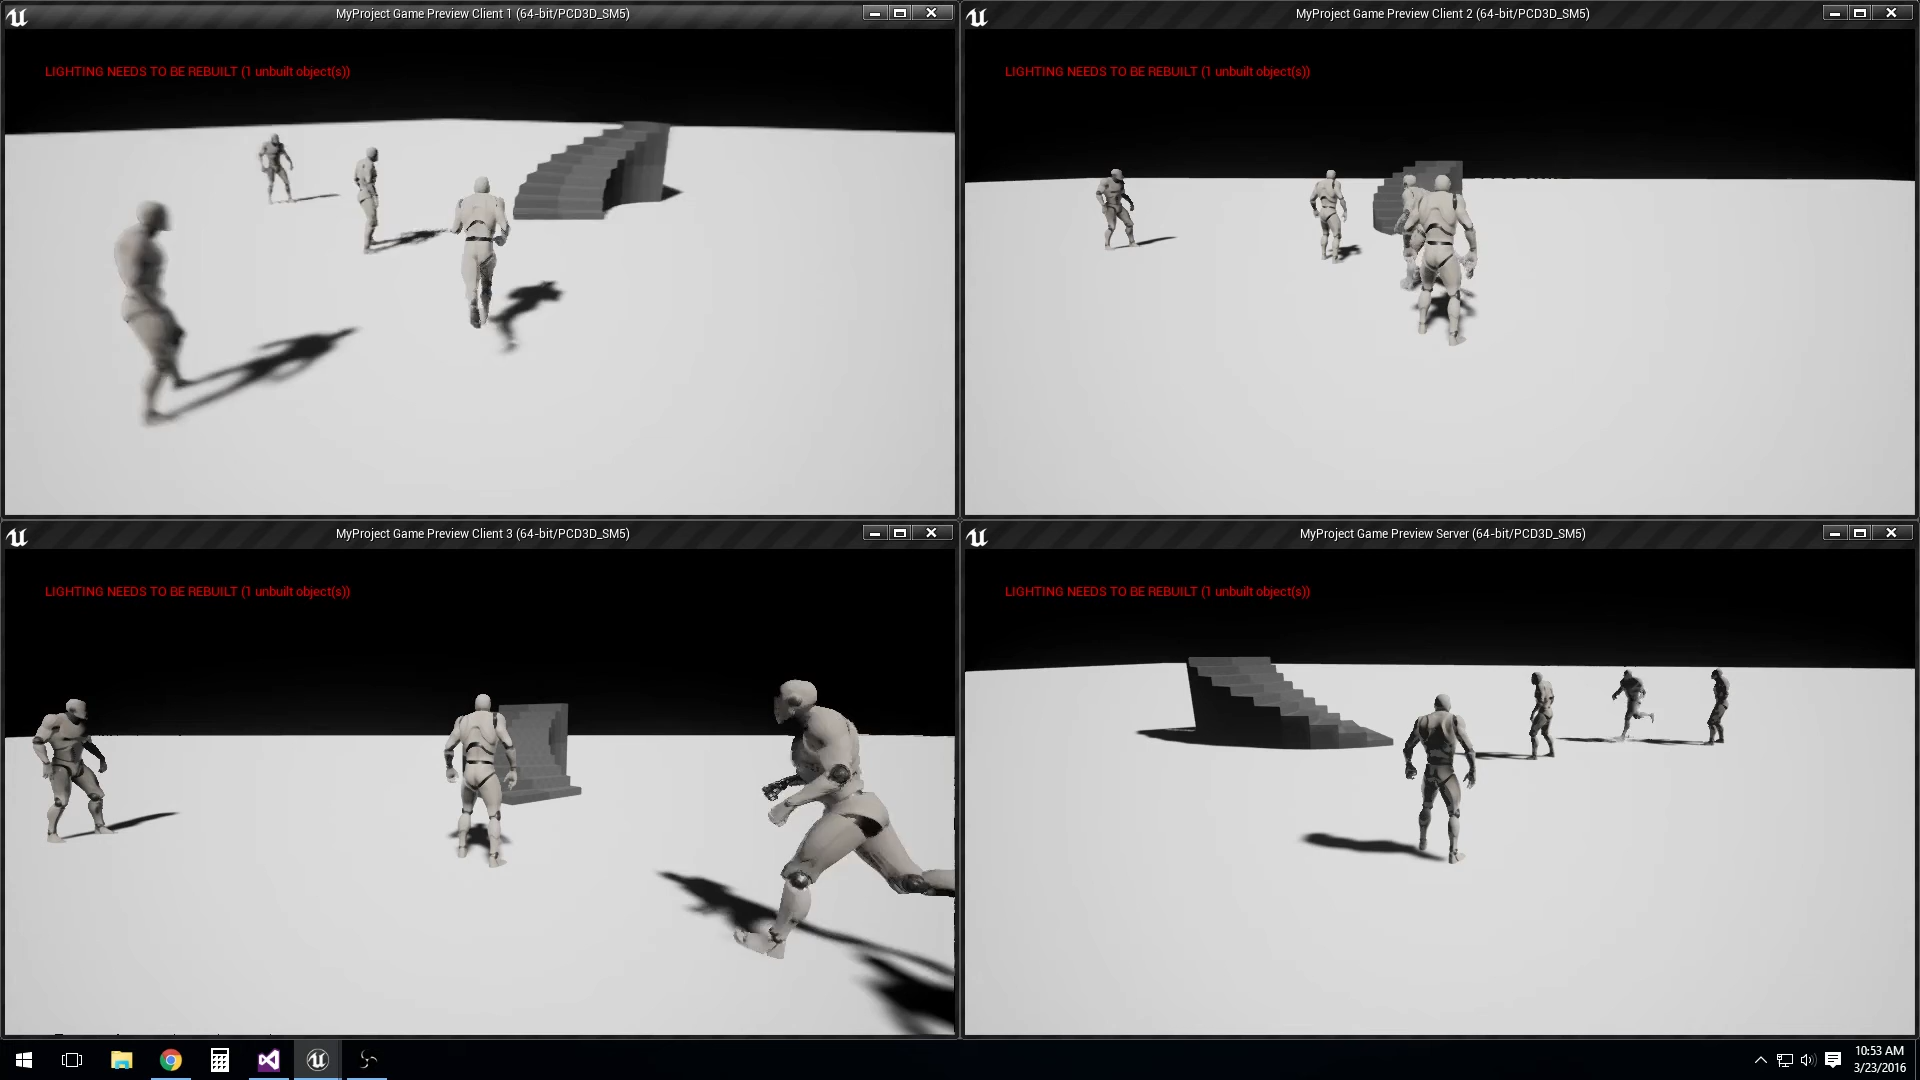 MyProject Game Preview Client 1 (64-bit/PCD3D_SM5)
LIGHTING NEEDS TO BE REBUILT (1 unbuilt object(s))
MyProject Game Preview Client 2 (64-bit/PCD3D_SM5)
LIGHTING NEEDS TO BE REBUILT (1 unbuilt object(s))
MyProject Game Preview Client 3 (64-bit/PCD3D_SM5)
LIGHTING NEEDS TO BE REBUILT (1 unbuilt object(s))
MyProject Game Preview Server (64-bit/PCD3D_SM5)
LIGHTING NEEDS TO BE REBUILT (1 unbuilt object(s))
10:53 AM
3/23/2016